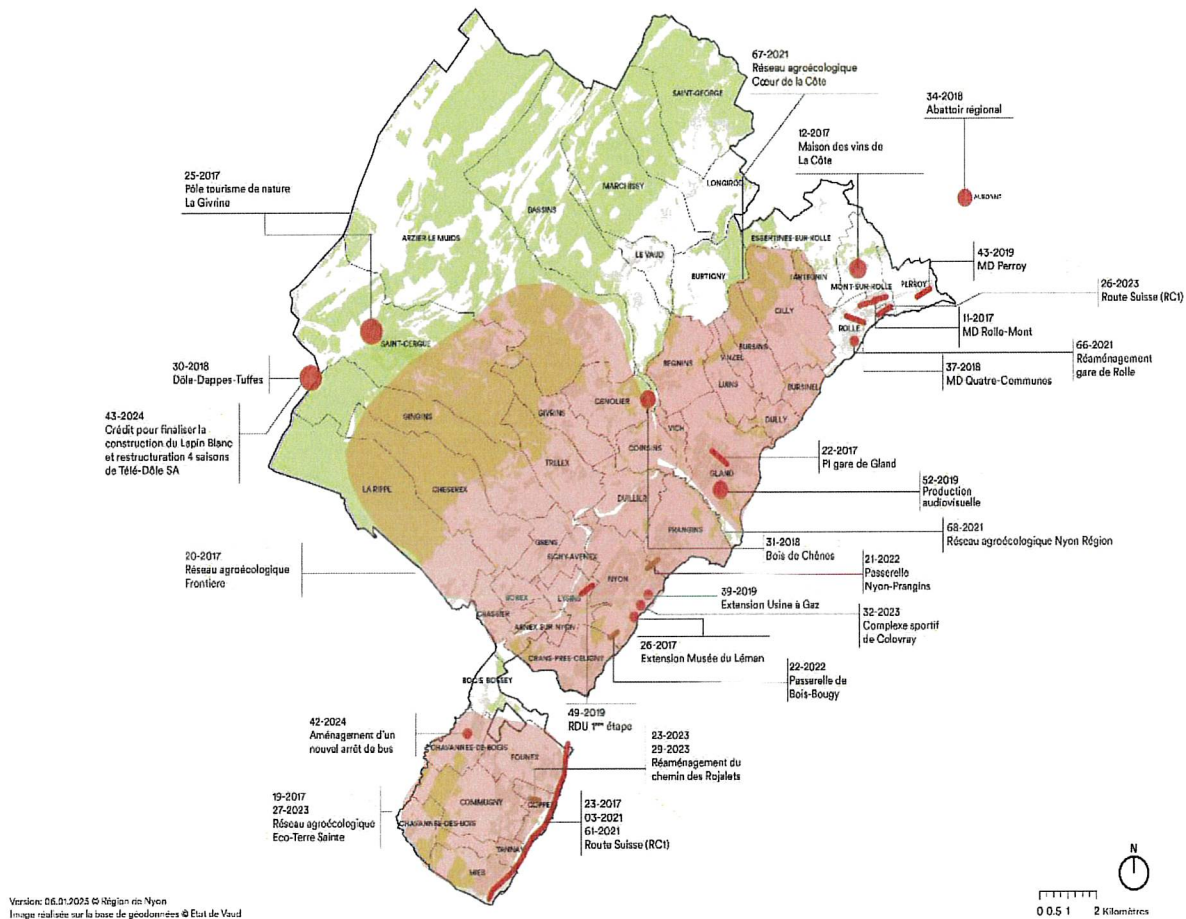 67-2021
Réseau agroécologique
Cœur de la Côte
34-2018
Abattoir régional
12-2017
Maison des vins de
La Côte
25-2017
Pôle tourisme de nature
La Givrine
43-2019
MD Perroy
26-2023
Route Suisse (RC1)
11-2017
MD Rolle-Mont
66-2021
Réaménagement
gare de Rolle
37-2018
MD Quatre-Communes
30-2018
Dôle-Dappes-Tuffes
43-2024
Crédit pour finaliser la
construction du Lapin Blanc
et restructuration 4 saisons
de Télé-Dôle SA
22-2017
PI gare de Gland
52-2019
Production
audiovisuelle
68-2021
Réseau agroécologique Nyon Région
31-2018
Bois de Chênes
20-2017
Réseau agroécologique
Frontière
21-2022
Passerelle
Nyon-Prangins
39-2019
Extension Usine à Gaz
32-2023
Complexe sportif
de Colovray
26-2017
Extension Musée du Léman
22-2022
Passerelle de
Bois-Bougy
49-2019
RDU 1ère étape
42-2024
Aménagement d'un
nouvel arrêt de bus
23-2023
29-2023
Réaménagement du
chemin des Rojalets
19-2017
27-2023
Réseau agroécologique
Eco-Terre Sainte
23-2017
03-2021
61-2021
Route Suisse (RC1)
SAINT-GEORGE
LONGIROD
MARCHISSY
BASSINS
ARZIER LE MUIDS
LE VAUD
BURTIGNY
ESSERTINES-SUR-ROLLE
AUBONNE
TARTEGNIN
MONT-SUR-ROLLE
PERROY
GILLY
ROLLE
SAINT-CERGUE
BEGNINS
VINZEL
BURSINS
LUINS
BURSINEL
GENOLIER
GIVRINS
GINGINS
VICH
DULLY
COINSINS
TRELEX
GLAND
LA RIPPE
CHESEREX
DUILLIER
PRANGINS
GRENS
SIGNY-AVENEX
NYON
BOREX
EYSINS
CRASSIER
ARNEX SUR NYON
CRANS-PRES-CELIGNY
BOGIS BOSSEY
CHAVANNES-DE-BOGIS
FOUNEX
COMMUGNY
COPPET
CHAVANNES-DES-BOIS
TANNAY
MIES
N
0 0.5 1 2 Kilomètres
Version: 06.01.2025 © Région de Nyon
Image réalisée sur la base de géodonnées © Etat de Vaud